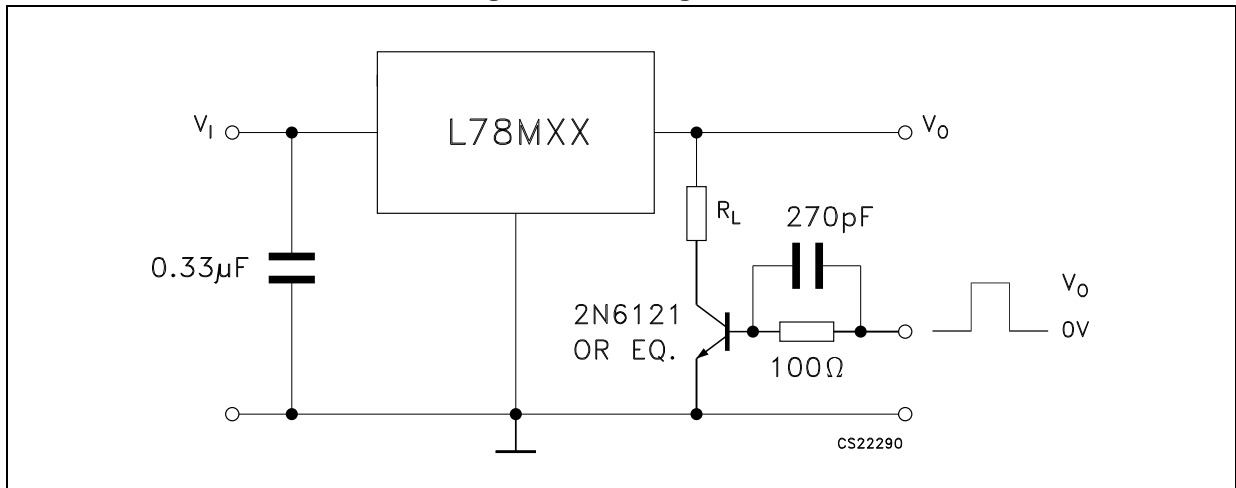 V_I
L78MXX
V_O
R_L
270pF
0.33µF
2N6121
OR EQ.
100Ω
V_O
0V
CS22290